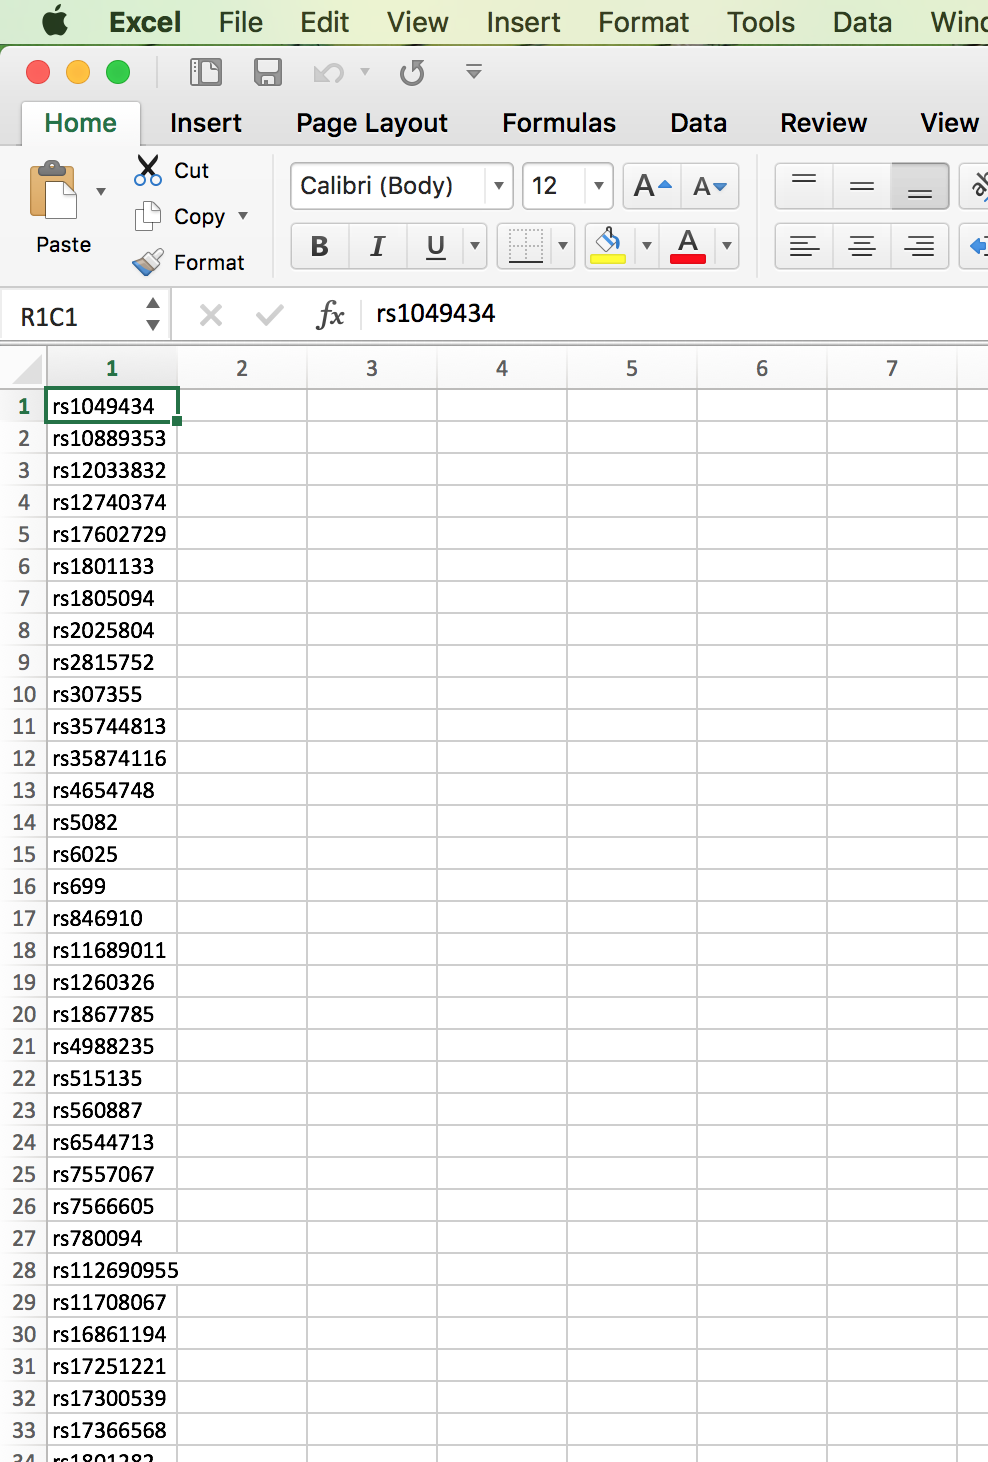 Excel File Edit View Insert Format Tools Data
Home Insert Page Layout Formulas Data Review View
Cut
Calibri (Body) 12 A A
Copy
Paste
B I U A
Format
R1C1 fx rs1049434
1 2 3 4 5 6 7
1 rs1049434
2 rs10889353
3 rs12033832
4 rs12740374
5 rs17602729
6 rs1801133
7 rs1805094
8 rs2025804
9 rs2815752
10 rs307355
11 rs35744813
12 rs35874116
13 rs4654748
14 rs5082
15 rs6025
16 rs699
17 rs846910
18 rs11689011
19 rs1260326
20 rs1867785
21 rs4988235
22 rs515135
23 rs560887
24 rs6544713
25 rs7557067
26 rs7566605
27 rs780094
28 rs112690955
29 rs11708067
30 rs16861194
31 rs17251221
32 rs17300539
33 rs17366568
34 rs1801282